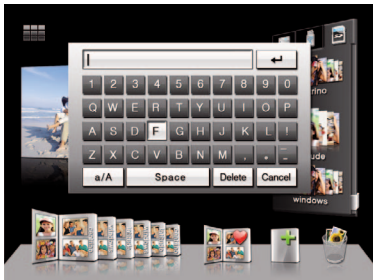 1 2 3 4 5 6 7 8 9 0
Q W E R T Y U I O P
A S D F G H J K L !
Z X C V B N M , . -
a/A Space Delete Cancel
rino
ude
windows